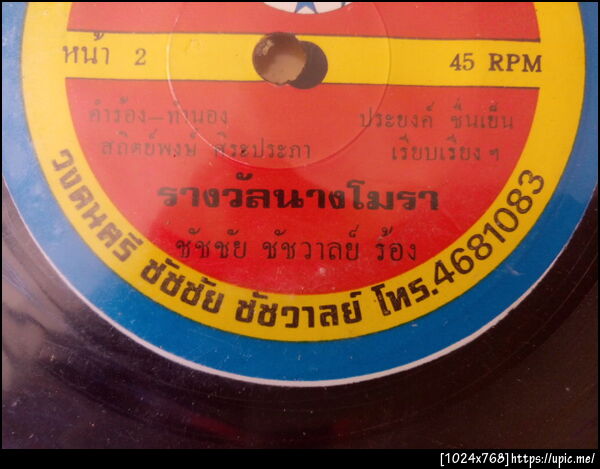 หน้า 2 45 RPM
คำร้อง-ทำนอง ประยงค์ ชื่นเย็น
สถิตย์พงษ์ ศิระประภา เรียบเรียง ฯ
รางวัลนางโมรา
ชัชชัย ชัชวาลย์ ร้อง
วงดนตรี ชัชชัย ชัชวาลย์ โทร.4681083
[1024x768]https://upic.me/